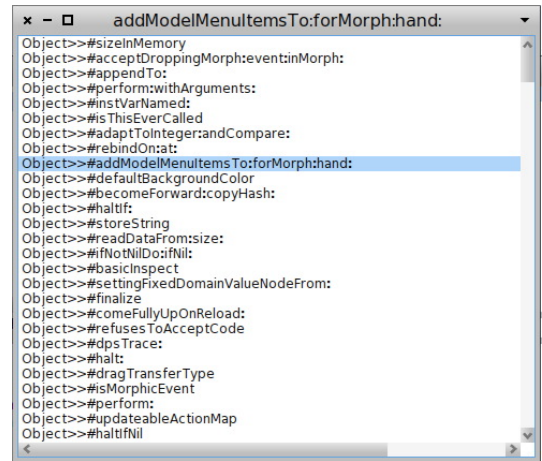 addModelMenuItemsTo:forMorph:hand:
Object>>#sizeInMemory
Object>>#acceptDroppingMorph:event:inMorph:
Object>>#appendTo:
Object>>#perform:withArguments:
Object>>#instVarNamed:
Object>>#isThisEverCalled
Object>>#adaptToInteger:andCompare:
Object>>#rebindOn:at:
Object>>#addModelMenuItemsTo:forMorph:hand:
Object>>#defaultBackgroundColor
Object>>#becomeForward:copyHash:
Object>>#haltIf:
Object>>#storeString
Object>>#readDataFrom:size:
Object>>#ifNotNilDo:ifNil:
Object>>#basicInspect
Object>>#settingFixedDomainValueNodeFrom:
Object>>#finalize
Object>>#comeFullyUpOnReload:
Object>>#refusesToAcceptCode
Object>>#dpsTrace:
Object>>#halt:
Object>>#dragTransferType
Object>>#isMorphicEvent
Object>>#perform:
Object>>#updateableActionMap
Object>>#haltIfNil